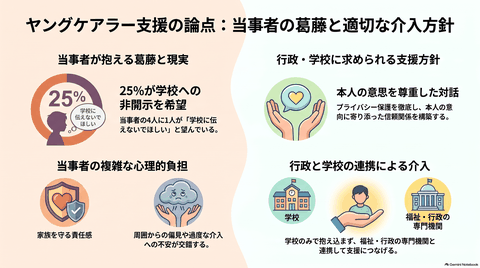 ヤングケアラー支援の論点：当事者の葛藤と適切な介入方針
当事者が抱える葛藤と現実
25%
学校に
伝えないで
ほしい
25%が学校への
非開示を希望
当事者の4人に1人が「学校に伝
えないでほしい」と望んでいる。
当事者の複雑な心理的負担
家族を守る責任感
周囲からの偏見や過度な介入
への不安が交錯する。
行政・学校に求められる支援方針
本人の意思を尊重した対話
プライバシー保護を徹底し、本人の意
向に寄り添った信頼関係を構築する。
行政と学校の連携による介入
学校
福祉・行政の
専門機関
学校のみで抱え込まず、福祉・行政の専門機関と
連携して支援につなげる。
Gemini Notebook